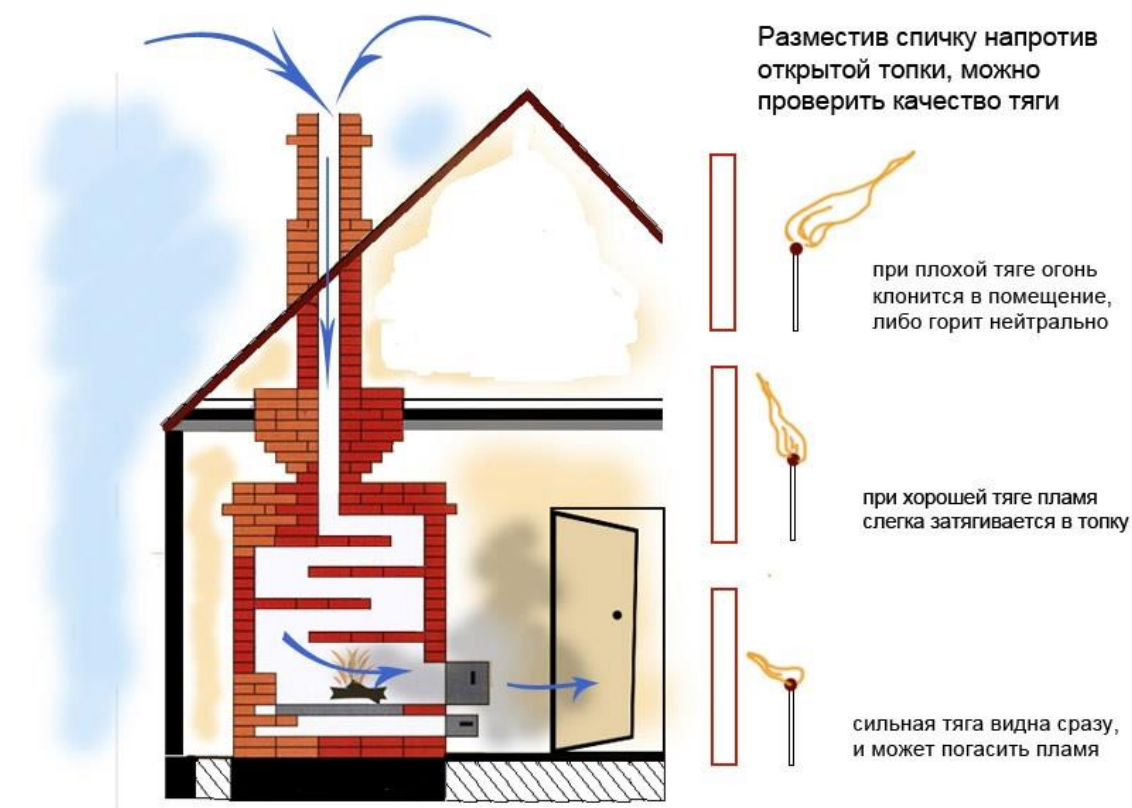 Разместив спичку напротив
открытой топки, можно
проверить качество тяги
при плохой тяге огонь
клонится в помещение,
либо горит нейтрально
при хорошей тяге пламя
слегка затягивается в топку
сильная тяга видна сразу,
и может погасить пламя